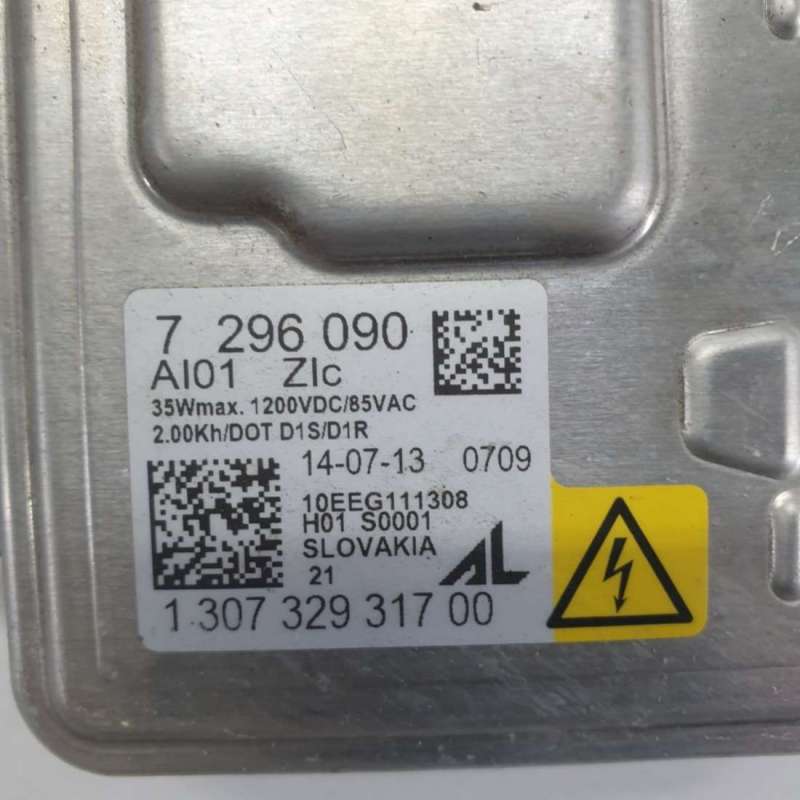 7 296 090
AI01 ZIc
35Wmax. 1200VDC/85VAC
2.00Kh/DOT D1S/D1R
14-07-13 0709
10EEG111308
H01 S0001
SLOVAKIA
21
AL
1 307 329 317 00